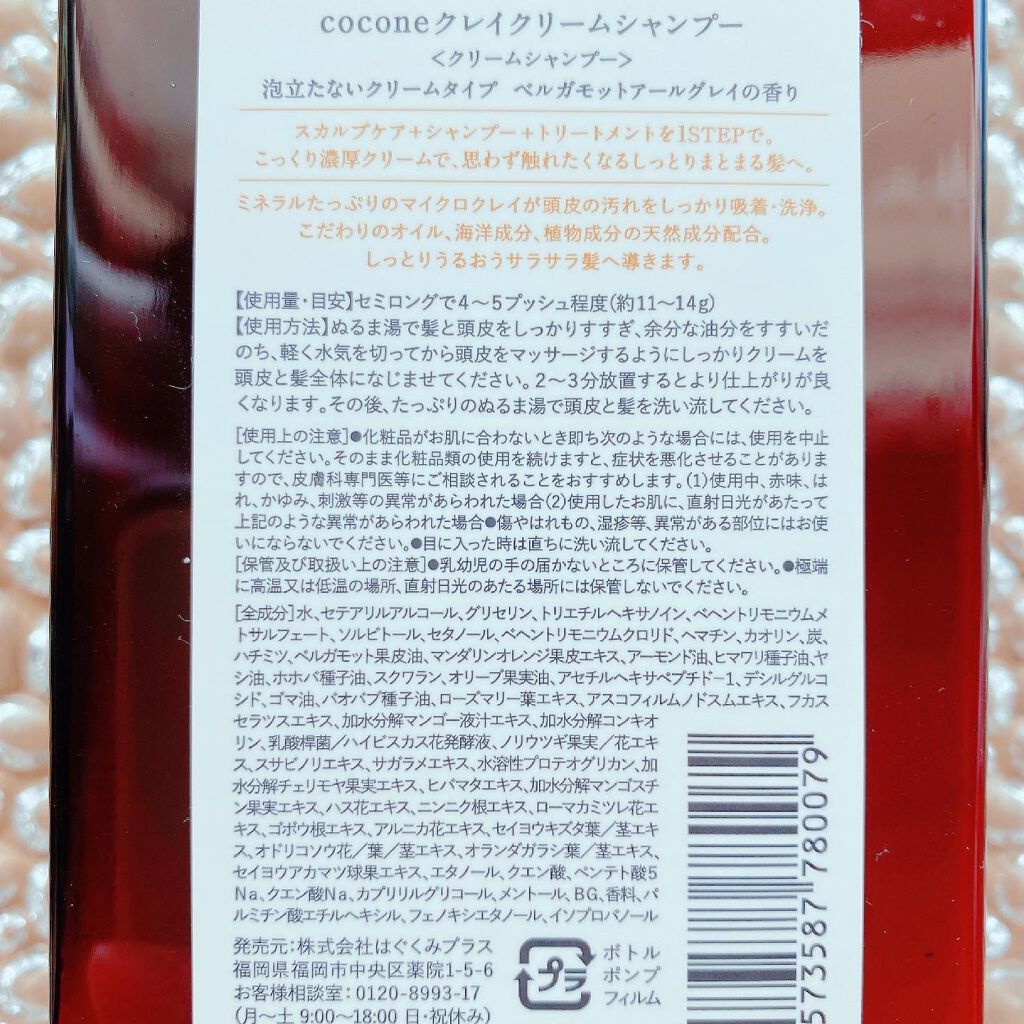 coconeクレイクリームシャンプー
<クリームシャンプー>
泡立たないクリームタイプ ベルガモットアールグレイの香り
スカルプケア+シャンプー+トリートメントを1STEPで。
こっくり濃厚クリームで、思わず触れたくなるしっとりまとまる髪へ。
ミネラルたっぷりのマイクロクレイが頭皮の汚れをしっかり吸着・洗浄。
こだわりのオイル、海洋成分、植物成分の天然成分配合。
しっとりうるおうサラサラ髪へ導きます。
【使用量・目安】セミロングで4〜5プッシュ程度(約11〜14g)
【使用方法】ぬるま湯で髪と頭皮をしっかりすすぎ、余分な油分をすすいだ
のち、軽く水気を切ってから頭皮をマッサージするようにしっかりクリームを
頭皮と髪全体になじませてください。2〜3分放置するとより仕上がりが良
くなります。その後、たっぷりのぬるま湯で頭皮と髪を洗い流してください。
[使用上の注意]●化粧品がお肌に合わないとき即ち次のような場合には、使用を中止
してください。そのまま化粧品類の使用を続けますと、症状を悪化させることがありま
すので、皮膚科専門医等にご相談されることをおすすめします。(1)使用中、赤味、は
れ、かゆみ、刺激等の異常があらわれた場合(2)使用したお肌に、直射日光があたって
上記のような異常があらわれた場合●傷やはれもの、湿疹等、異常がある部位にはお使
いにならないでください。●目に入った時は直ちに洗い流してください。
[保管及び取扱い上の注意]●乳幼児の手の届かないところに保管してください。●極端
に高温又は低温の場所、直射日光のあたる場所には保管しないでください。
[全成分]水、セテアリルアルコール、グリセリン、トリエチルヘキサノイン、ベヘントリモニウムメ
トサルフェート、ソルビトール、セタノール、ベヘントリモニウムクロリド、ヘマチン、カオリン、炭、
ハチミツ、ベルガモット果皮油、マンダリンオレンジ果皮エキス、アーモンド油、ヒマワリ種子油、ヤ
シ油、ホホバ種子油、スクワラン、オリーブ果実油、アセチルヘキサペプチド-1、デシルグルコ
シド、ゴマ油、バオバブ種子油、ローズマリー葉エキス、アスコフィルムノドスムエキス、フカス
セラツスエキス、加水分解マンゴー液汁エキス、加水分解コンキオ
リン、乳酸桿菌/ハイビスカス花発酵液、ノリウツギ果実/花エキ
ス、スサビノリエキス、サガラメエキス、水溶性プロテオグリカン、加
水分解チェリモヤ果実エキス、ヒバマタエキス、加水分解マンゴスチ
ン果実エキス、ハス花エキス、ニンニク根エキス、ローマカミツレ花エ
キス、ゴボウ根エキス、アルニカ花エキス、セイヨウキズタ葉/茎エキ
ス、オドリコソウ花/葉/茎エキス、オランダガラシ葉/茎エキス、
セイヨウアカマツ球果エキス、エタノール、クエン酸、ペンテト酸5
Na、クエン酸Na、カプリリルグリコール、メントール、BG、香料、パ
ルミチン酸エチルヘキシル、フェノキシエタノール、イソプロパノール
発売元:株式会社はぐくみプラス
福岡県福岡市中央区薬院1-5-6
お客様相談室:0120-8993-17
(月〜土 9:00〜18:00 日・祝休み)
プラ
ボトル
ポンプ
フィルム
573587 780079